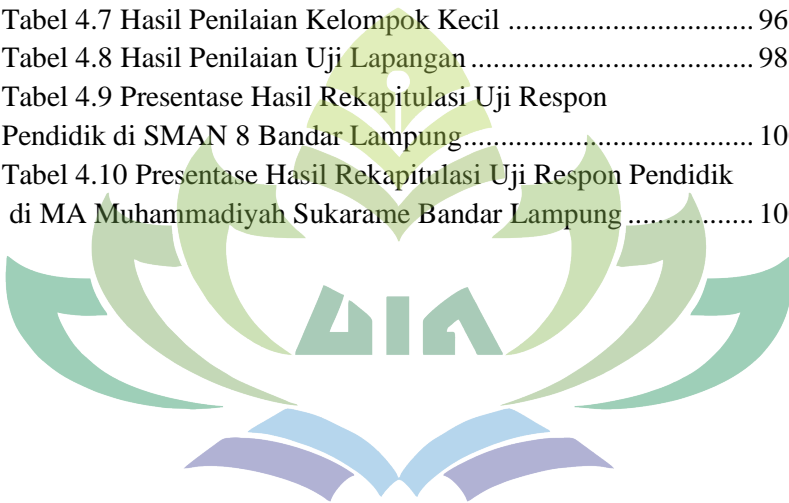 Tabel 4.7 Hasil Penilaian Kelompok Kecil ................................... 96
Tabel 4.8 Hasil Penilaian Uji Lapangan ........................................ 98
Tabel 4.9 Presentase Hasil Rekapitulasi Uji Respon
Pendidik di SMAN 8 Bandar Lampung ......................................... 10
Tabel 4.10 Presentase Hasil Rekapitulasi Uji Respon Pendidik
di MA Muhammadiyah Sukarame Bandar Lampung ................ 10
UIN